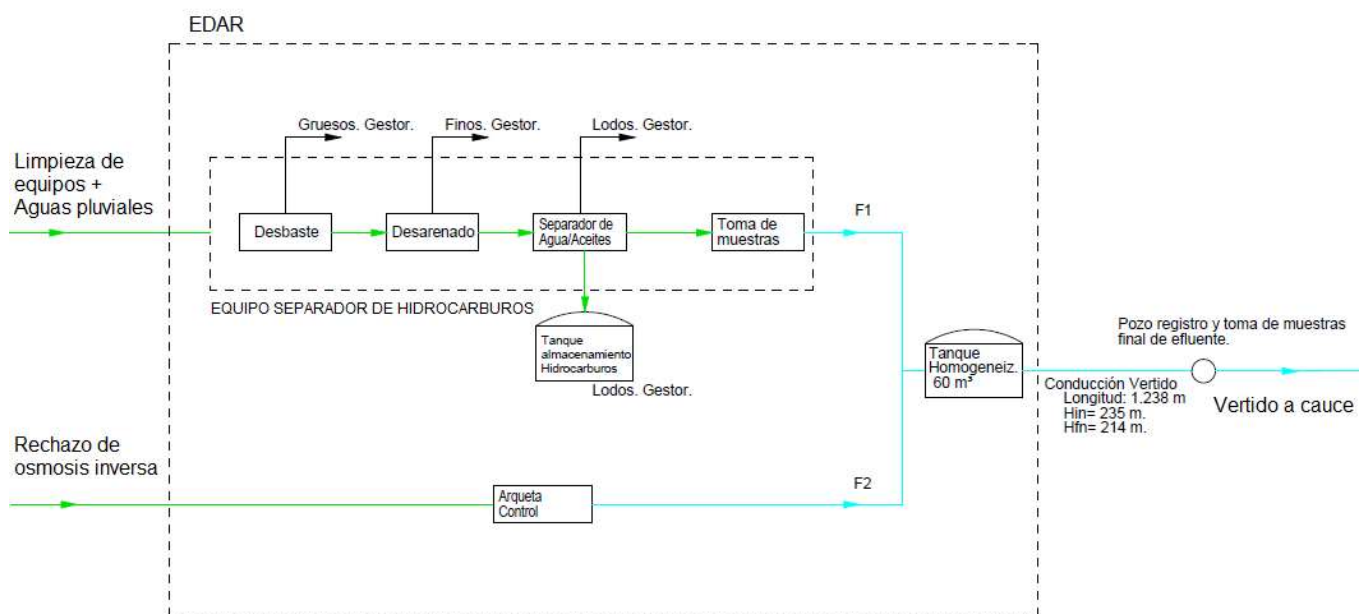 EDAR
Gruesos. Gestor.
Finos. Gestor.
Lodos. Gestor.
Limpieza de
equipos +
Aguas pluviales
Desbaste
Desarenado
Separador de
Agua/Aceites
Toma de
muestras
F1
EQUIPO SEPARADOR DE HIDROCARBUROS
Tanque
almacenamiento
Hidrocarburos
Lodos. Gestor.
Tanque
Homogeneiz.
60 m³
Pozo registro y toma de muestras
final de efluente.
Conducción Vertido
Longitud: 1.238 m
Hin= 235 m.
Hfn= 214 m.
Vertido a cauce
Rechazo de
osmosis inversa
Arqueta
Control
F2